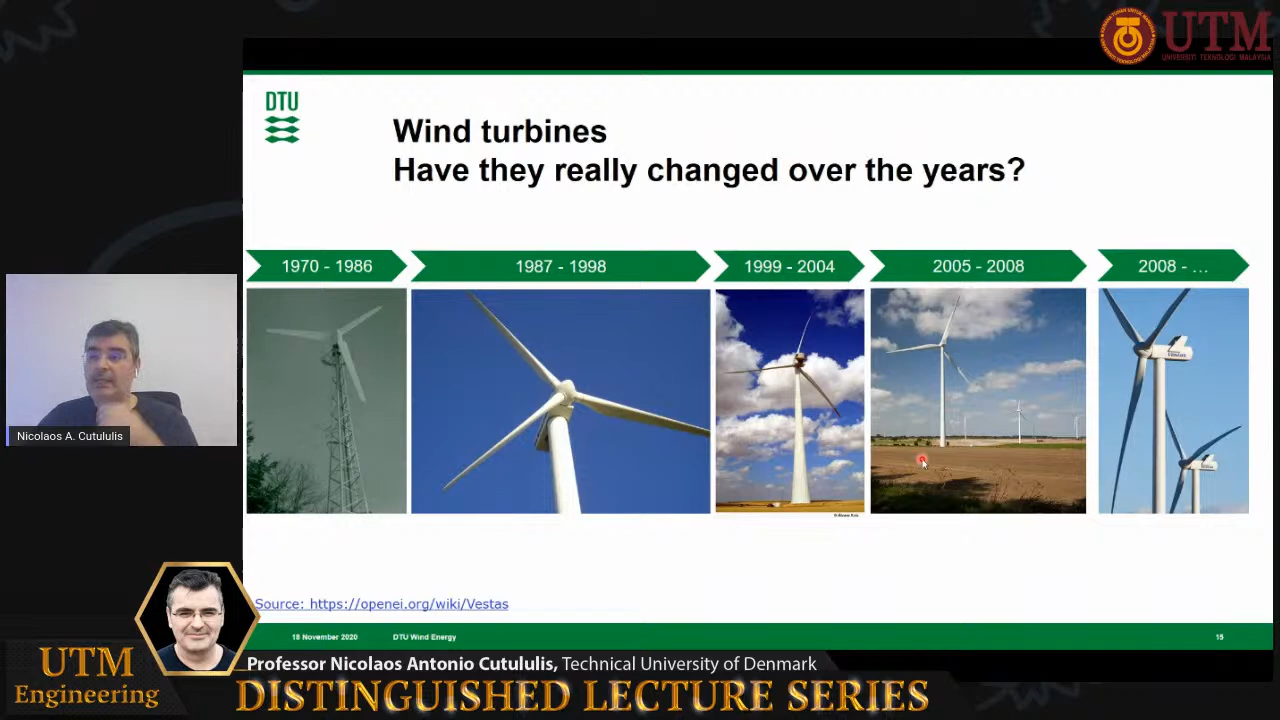 UTM
UNIVERSITI TEKNOLOGI MALAYSIA
DTU
Wind turbines
Have they really changed over the years?
1970 - 1986
1987 - 1998
1999 - 2004
2005 - 2008
2008 - …
Nicolaos A. Cutululis
Source: https://openei.org/wiki/Vestas
18 November 2020
DTU Wind Energy
15
UTM
Engineering
Professor Nicolaos Antonio Cutululis, Technical University of Denmark
DISTINGUISHED LECTURE SERIES